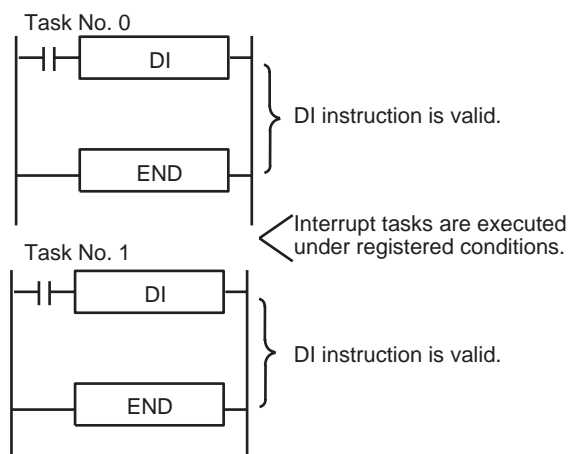 Task No. 0
DI
DI instruction is valid.
END
Interrupt tasks are executed
under registered conditions.
Task No. 1
DI
DI instruction is valid.
END